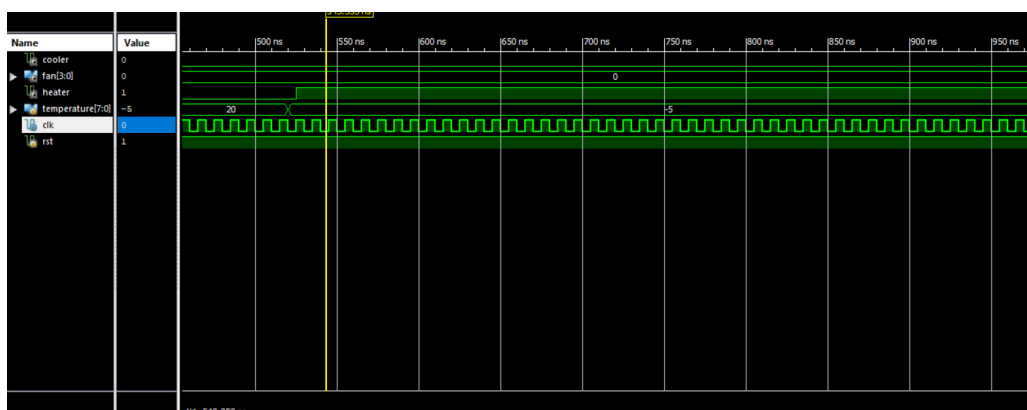 Name Value
500 ns 550 ns 600 ns 650 ns 700 ns 750 ns 800 ns 850 ns 900 ns 950 ns
cooler 0
fan[3:0] 0 0
heater 1
temperature[7:0] -5 20 -5
clk 0
rst 1